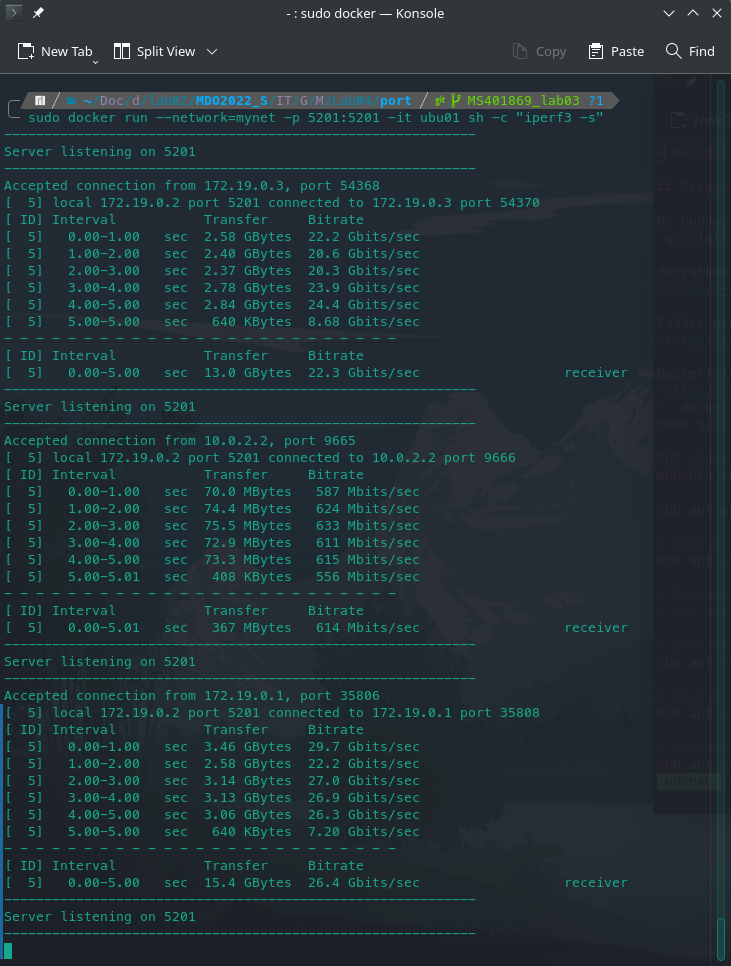 - : sudo docker — Konsole
New Tab Split View Copy Paste Find
~/Doc/d/lab02/MDO2022_S/IT/G/M/Lab04/port git MS401869_lab03 ?1
sudo docker run --network=mynet -p 5201:5201 -it ubu01 sh -c "iperf3 -s"
-----------------------------------------------------------
Server listening on 5201
-----------------------------------------------------------
Accepted connection from 172.19.0.3, port 54368
[  5] local 172.19.0.2 port 5201 connected to 172.19.0.3 port 54370
[ ID] Interval           Transfer     Bitrate
[  5]   0.00-1.00   sec  2.58 GBytes  22.2 Gbits/sec
[  5]   1.00-2.00   sec  2.40 GBytes  20.6 Gbits/sec
[  5]   2.00-3.00   sec  2.37 GBytes  20.3 Gbits/sec
[  5]   3.00-4.00   sec  2.78 GBytes  23.9 Gbits/sec
[  5]   4.00-5.00   sec  2.84 GBytes  24.4 Gbits/sec
[  5]   5.00-5.00   sec   640 KBytes  8.68 Gbits/sec
- - - - - - - - - - - - - - - - - - - - - - - - -
[ ID] Interval           Transfer     Bitrate
[  5]   0.00-5.00   sec  13.0 GBytes  22.3 Gbits/sec                  receiver
-----------------------------------------------------------
Server listening on 5201
-----------------------------------------------------------
Accepted connection from 10.0.2.2, port 9665
[  5] local 172.19.0.2 port 5201 connected to 10.0.2.2 port 9666
[ ID] Interval           Transfer     Bitrate
[  5]   0.00-1.00   sec  70.0 MBytes   587 Mbits/sec
[  5]   1.00-2.00   sec  74.4 MBytes   624 Mbits/sec
[  5]   2.00-3.00   sec  75.5 MBytes   633 Mbits/sec
[  5]   3.00-4.00   sec  72.9 MBytes   611 Mbits/sec
[  5]   4.00-5.00   sec  73.3 MBytes   615 Mbits/sec
[  5]   5.00-5.01   sec   408 KBytes   556 Mbits/sec
- - - - - - - - - - - - - - - - - - - - - - - - -
[ ID] Interval           Transfer     Bitrate
[  5]   0.00-5.01   sec   367 MBytes   614 Mbits/sec                  receiver
-----------------------------------------------------------
Server listening on 5201
-----------------------------------------------------------
Accepted connection from 172.19.0.1, port 35806
[  5] local 172.19.0.2 port 5201 connected to 172.19.0.1 port 35808
[ ID] Interval           Transfer     Bitrate
[  5]   0.00-1.00   sec  3.46 GBytes  29.7 Gbits/sec
[  5]   1.00-2.00   sec  2.58 GBytes  22.2 Gbits/sec
[  5]   2.00-3.00   sec  3.14 GBytes  27.0 Gbits/sec
[  5]   3.00-4.00   sec  3.13 GBytes  26.9 Gbits/sec
[  5]   4.00-5.00   sec  3.06 GBytes  26.3 Gbits/sec
[  5]   5.00-5.00   sec   640 KBytes  7.20 Gbits/sec
- - - - - - - - - - - - - - - - - - - - - - - - -
[ ID] Interval           Transfer     Bitrate
[  5]   0.00-5.00   sec  15.4 GBytes  26.4 Gbits/sec                  receiver
-----------------------------------------------------------
Server listening on 5201
-----------------------------------------------------------